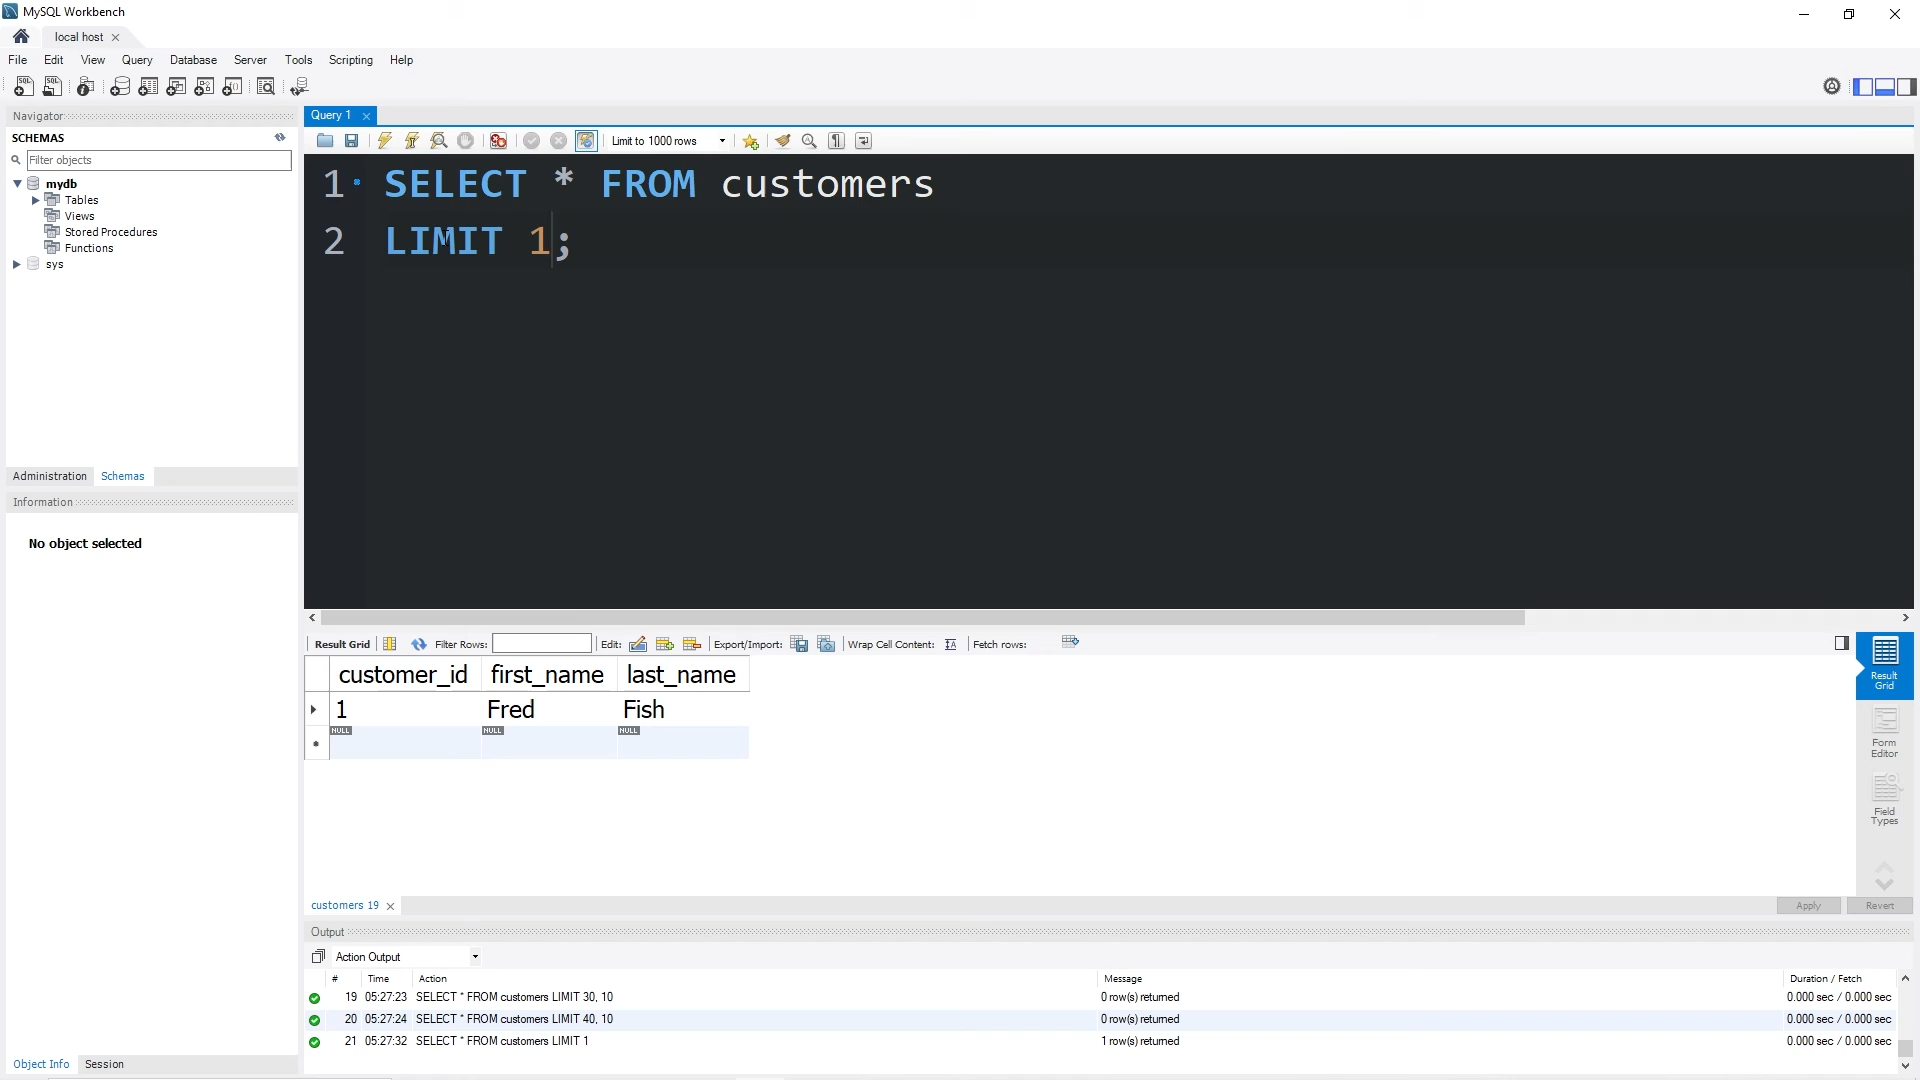 MySQL Workbench
local host
File Edit View Query Database Server Tools Scripting Help
Navigator
SCHEMAS
Filter objects
mydb
Tables
Views
Stored Procedures
Functions
sys
Administration Schemas
Information
No object selected
Object Info Session
Query 1
Limit to 1000 rows
1 SELECT * FROM customers
2 LIMIT 1;
Result Grid Filter Rows: Edit: Export/Import: Wrap Cell Content: Fetch rows:
customer_id first_name last_name
1 Fred Fish
NULL NULL NULL
Result Grid
Form Editor
Field Types
customers 19
Apply Revert
Output
Action Output
# Time Action Message Duration / Fetch
19 05:27:23 SELECT * FROM customers LIMIT 30, 10 0 row(s) returned 0.000 sec / 0.000 sec
20 05:27:24 SELECT * FROM customers LIMIT 40, 10 0 row(s) returned 0.000 sec / 0.000 sec
21 05:27:32 SELECT * FROM customers LIMIT 1 1 row(s) returned 0.000 sec / 0.000 sec